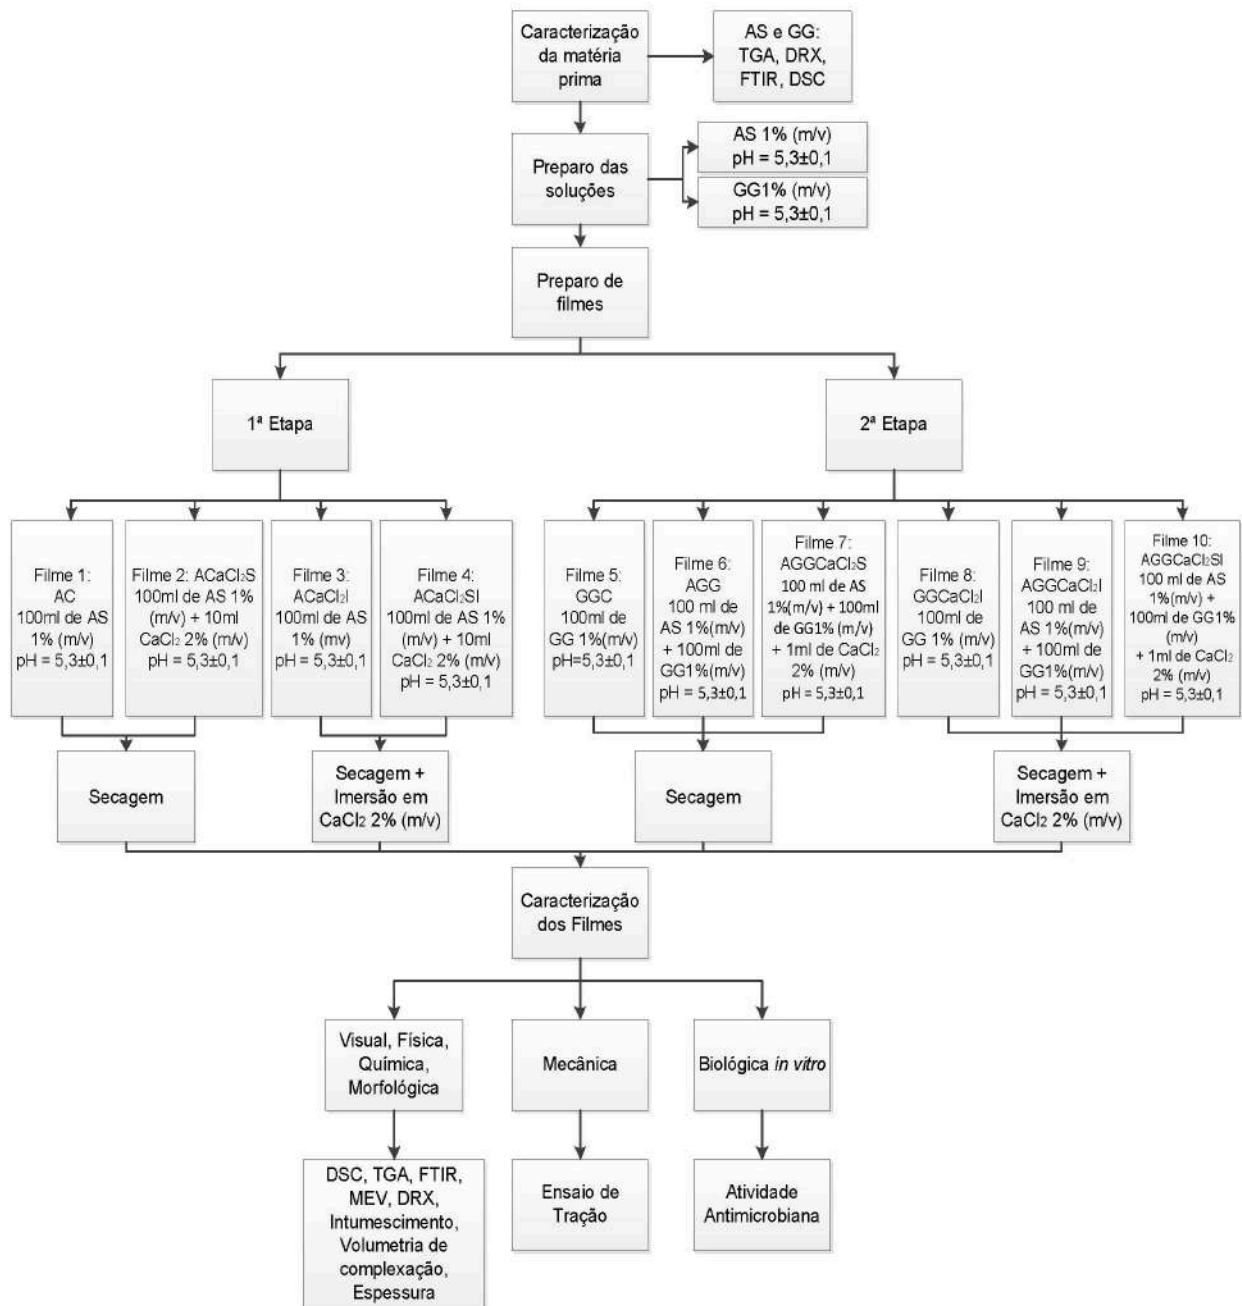 Caracterização
da matéria
prima
AS e GG:
TGA, DRX,
FTIR, DSC
Preparo das
soluções
AS 1% (m/v)
pH = 5,3±0,1
GG1% (m/v)
pH = 5,3±0,1
Preparo de
filmes
1ª Etapa
2ª Etapa
Filme 1:
AC
100ml de AS
1% (m/v)
pH = 5,3±0,1
Filme 2: ACaCl₂S
100ml de AS 1%
(m/v) + 10ml
CaCl₂ 2% (m/v)
pH = 5,3±0,1
Filme 3:
ACaCl₂I
100ml de AS
1% (mv)
pH = 5,3±0,1
Filme 4:
ACaCl₂SI
100ml de AS 1%
(m/v) + 10ml
CaCl₂ 2% (m/v)
pH = 5,3±0,1
Filme 5:
GGC
100ml de
GG 1%(m/v)
pH=5,3±0,1
Filme 6:
AGG
100 ml de
AS 1%(m/v)
+ 100ml de
GG1%(m/v)
pH = 5,3±0,1
Filme 7:
AGGCaCl₂S
100 ml de AS
1%(m/v) + 100ml
de GG1% (m/v)
+ 1ml de CaCl₂
2% (m/v)
pH = 5,3±0,1
Filme 8:
GGCaCl₂I
100ml de
GG 1% (m/v)
pH = 5,3±0,1
Filme 9:
AGGCaCl₂I
100 ml de
AS 1%(m/v)
+ 100ml de
GG1%(m/v)
pH = 5,3±0,1
Filme 10:
AGGCaCl₂SI
100 ml de AS
1%(m/v) +
100ml de GG1%
(m/v)
+ 1ml de CaCl₂
2% (m/v)
pH = 5,3±0,1
Secagem
Secagem +
Imersão em
CaCl₂ 2% (m/v)
Secagem
Secagem +
Imersão em
CaCl₂ 2% (m/v)
Caracterização
dos Filmes
Visual, Física,
Química,
Morfológica
Mecânica
Biológica in vitro
DSC, TGA, FTIR,
MEV, DRX,
Intumescimento,
Volumetria de
complexação,
Espessura
Ensaio de
Tração
Atividade
Antimicrobiana